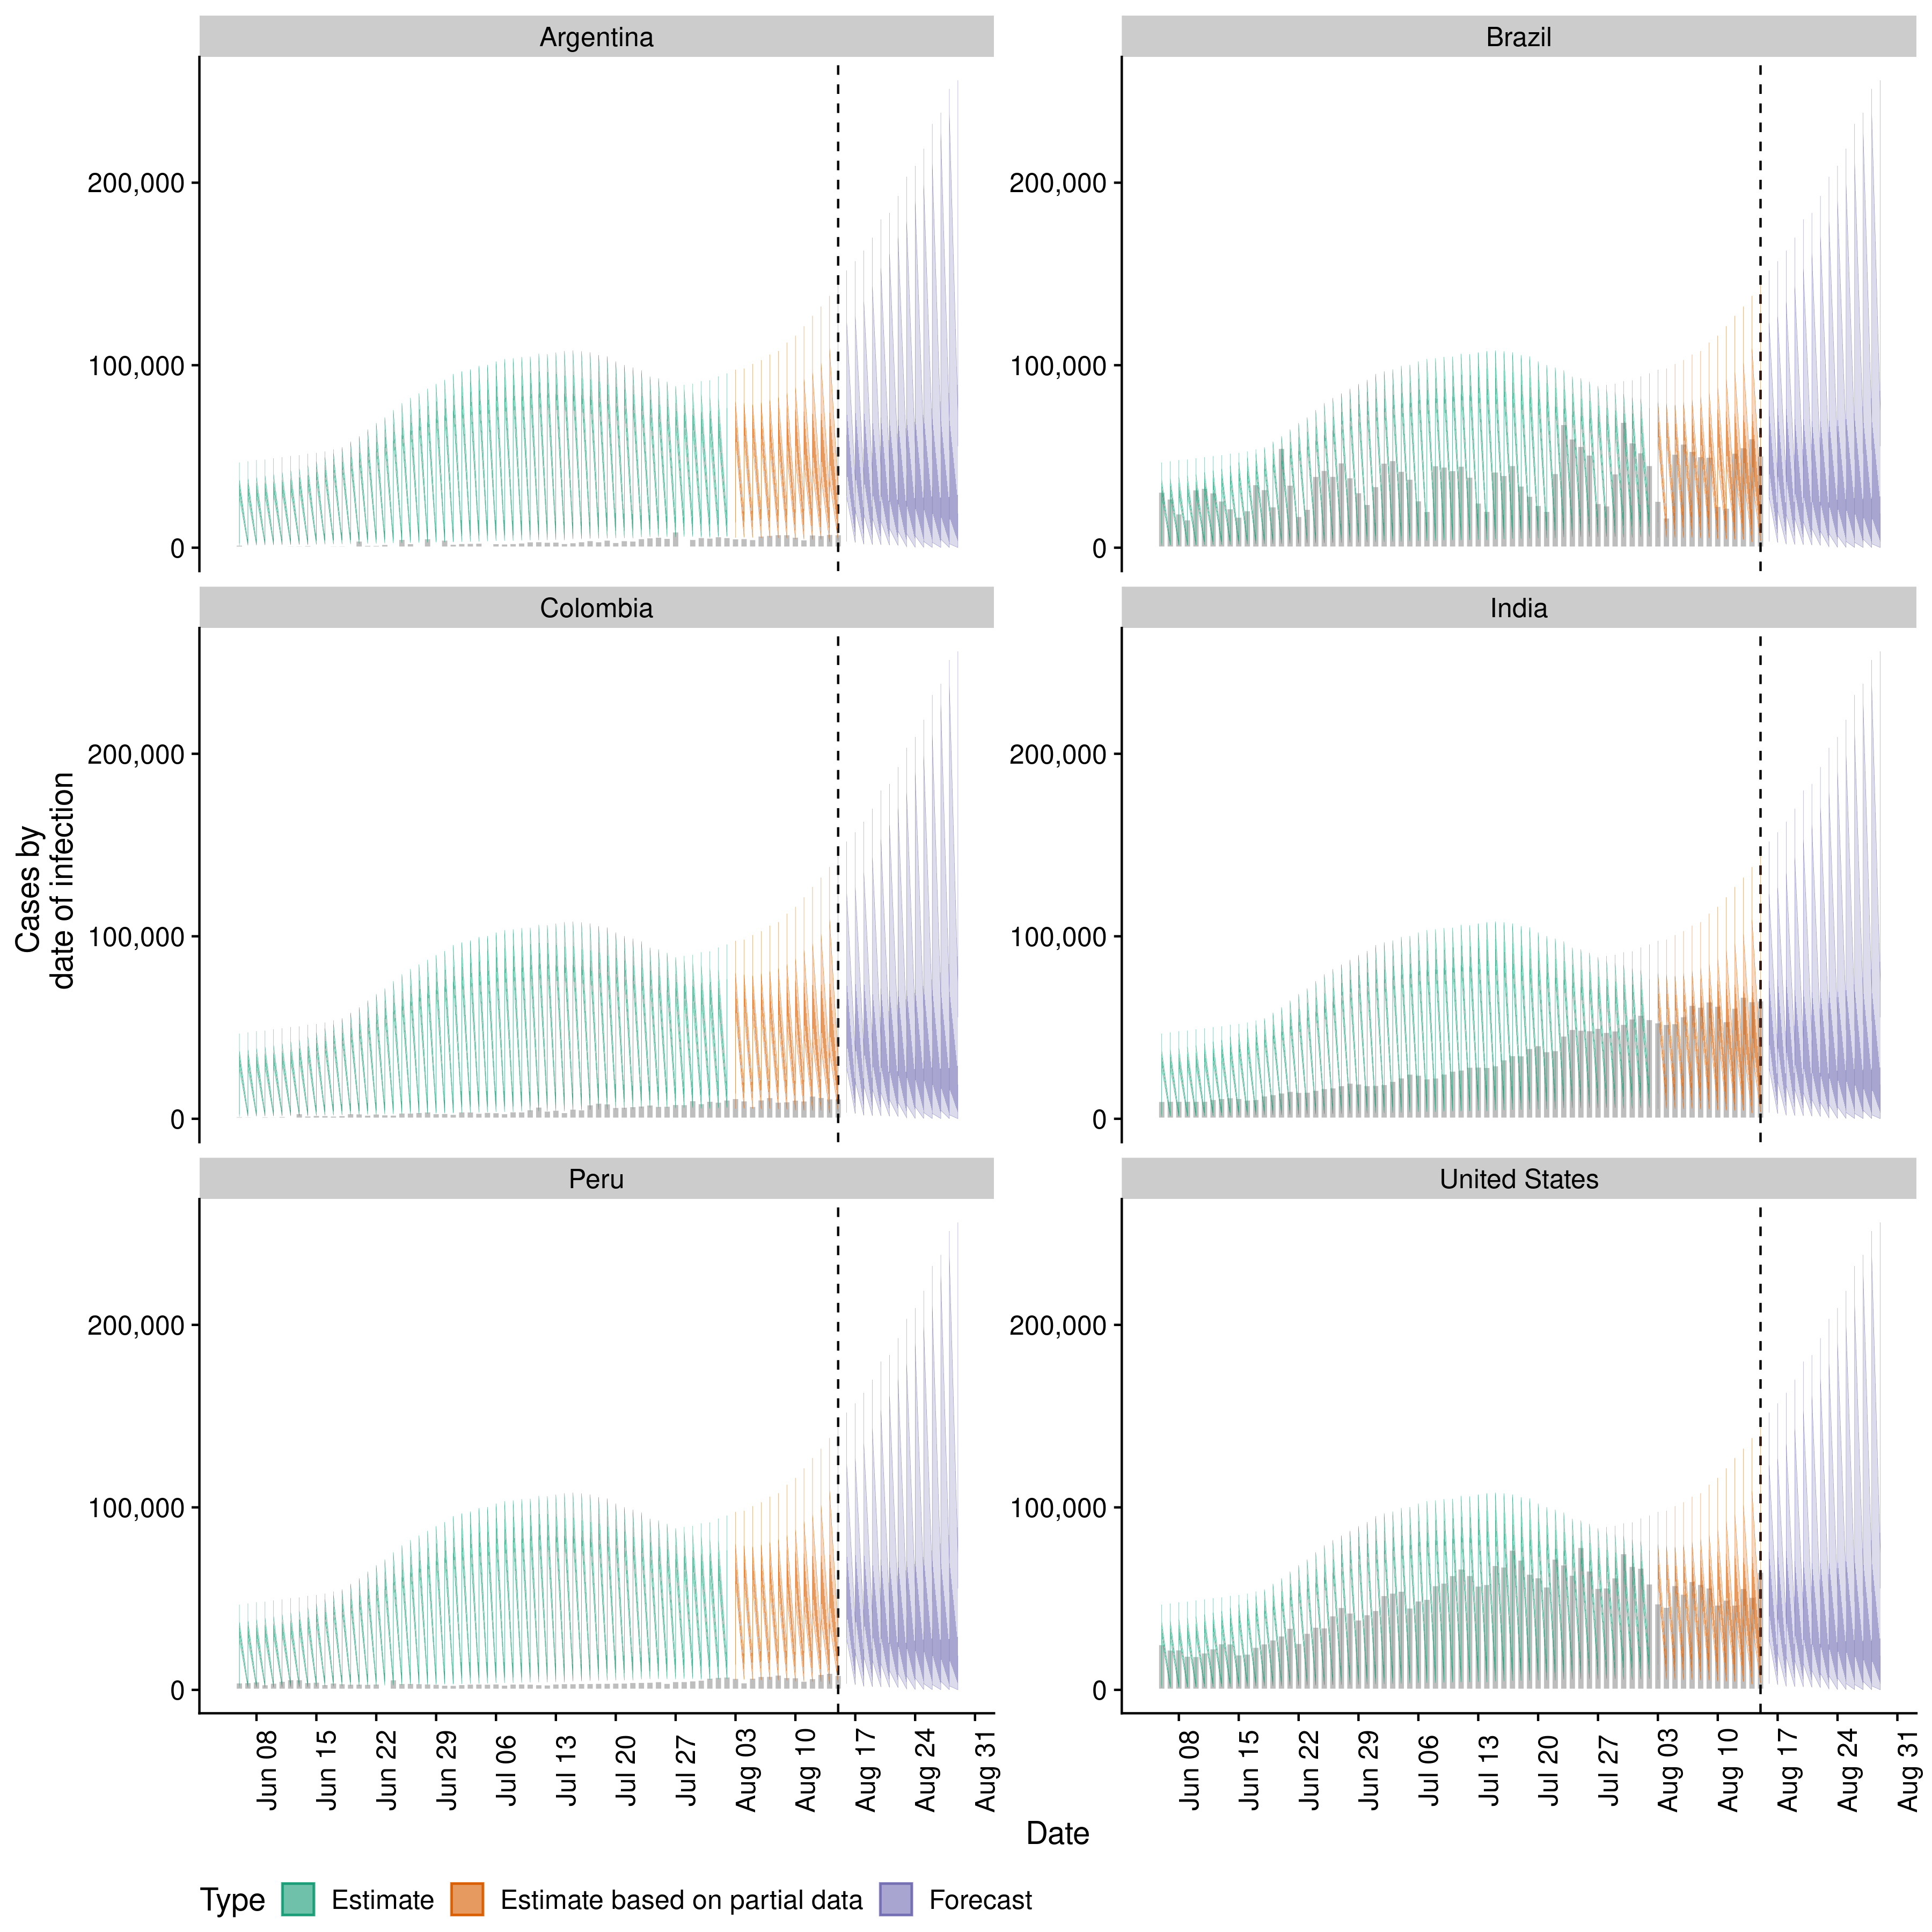 Argentina
Brazil
200,000
100,000
0
200,000
100,000
0
Colombia
India
200,000
100,000
0
200,000
100,000
0
Peru
United States
200,000
100,000
0
200,000
100,000
0
Cases by
date of infection
Jun 08
Jun 15
Jun 22
Jun 29
Jul 06
Jul 13
Jul 20
Jul 27
Aug 03
Aug 10
Aug 17
Aug 24
Aug 31
Jun 08
Jun 15
Jun 22
Jun 29
Jul 06
Jul 13
Jul 20
Jul 27
Aug 03
Aug 10
Aug 17
Aug 24
Aug 31
Date
Type Estimate Estimate based on partial data Forecast